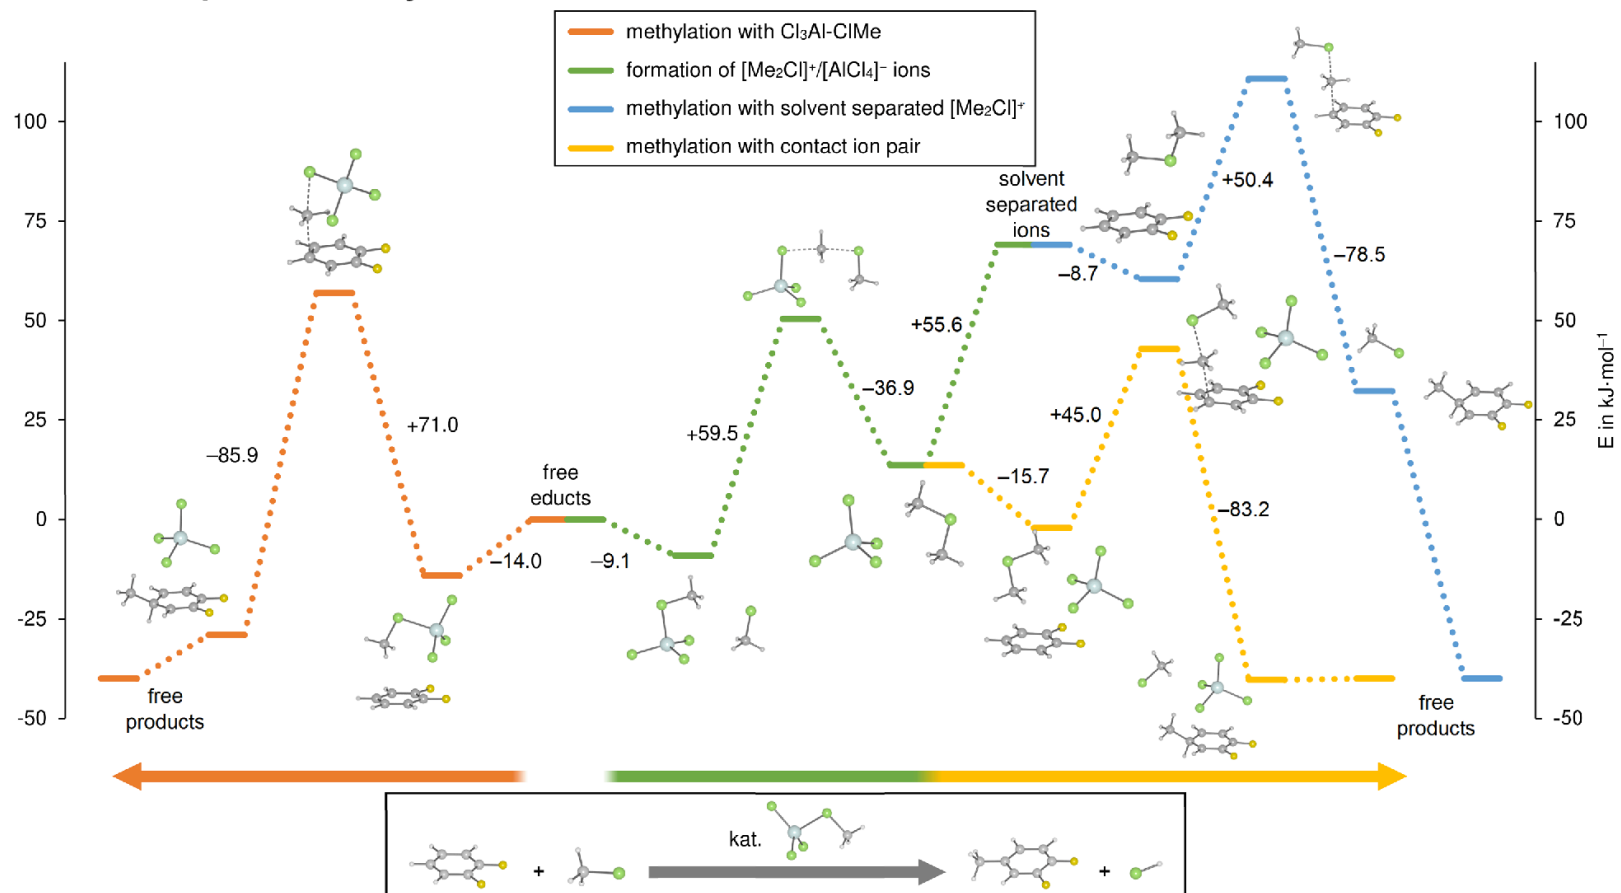 methylation with Cl₃Al-ClMe
formation of [Me₂Cl]⁺/[AlCl₄]⁻ ions
methylation with solvent separated [Me₂Cl]⁺
methylation with contact ion pair
100
75
50
25
0
-25
-50
100
75
50
25
0
-25
-50
E in kJ·mol⁻¹
solvent
separated
ions
+50.4
−78.5
−8.7
+55.6
−36.9
+59.5
+45.0
−15.7
−83.2
−85.9
+71.0
free
educts
−14.0
−9.1
free
products
free
products
kat.
+
+